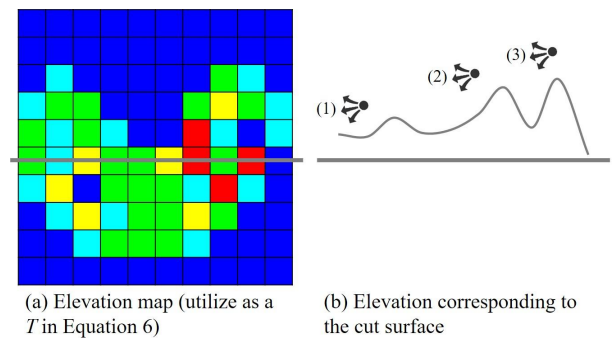 (1)
(2)
(3)
(a) Elevation map (utilize as a
T in Equation 6)
(b) Elevation corresponding to
the cut surface